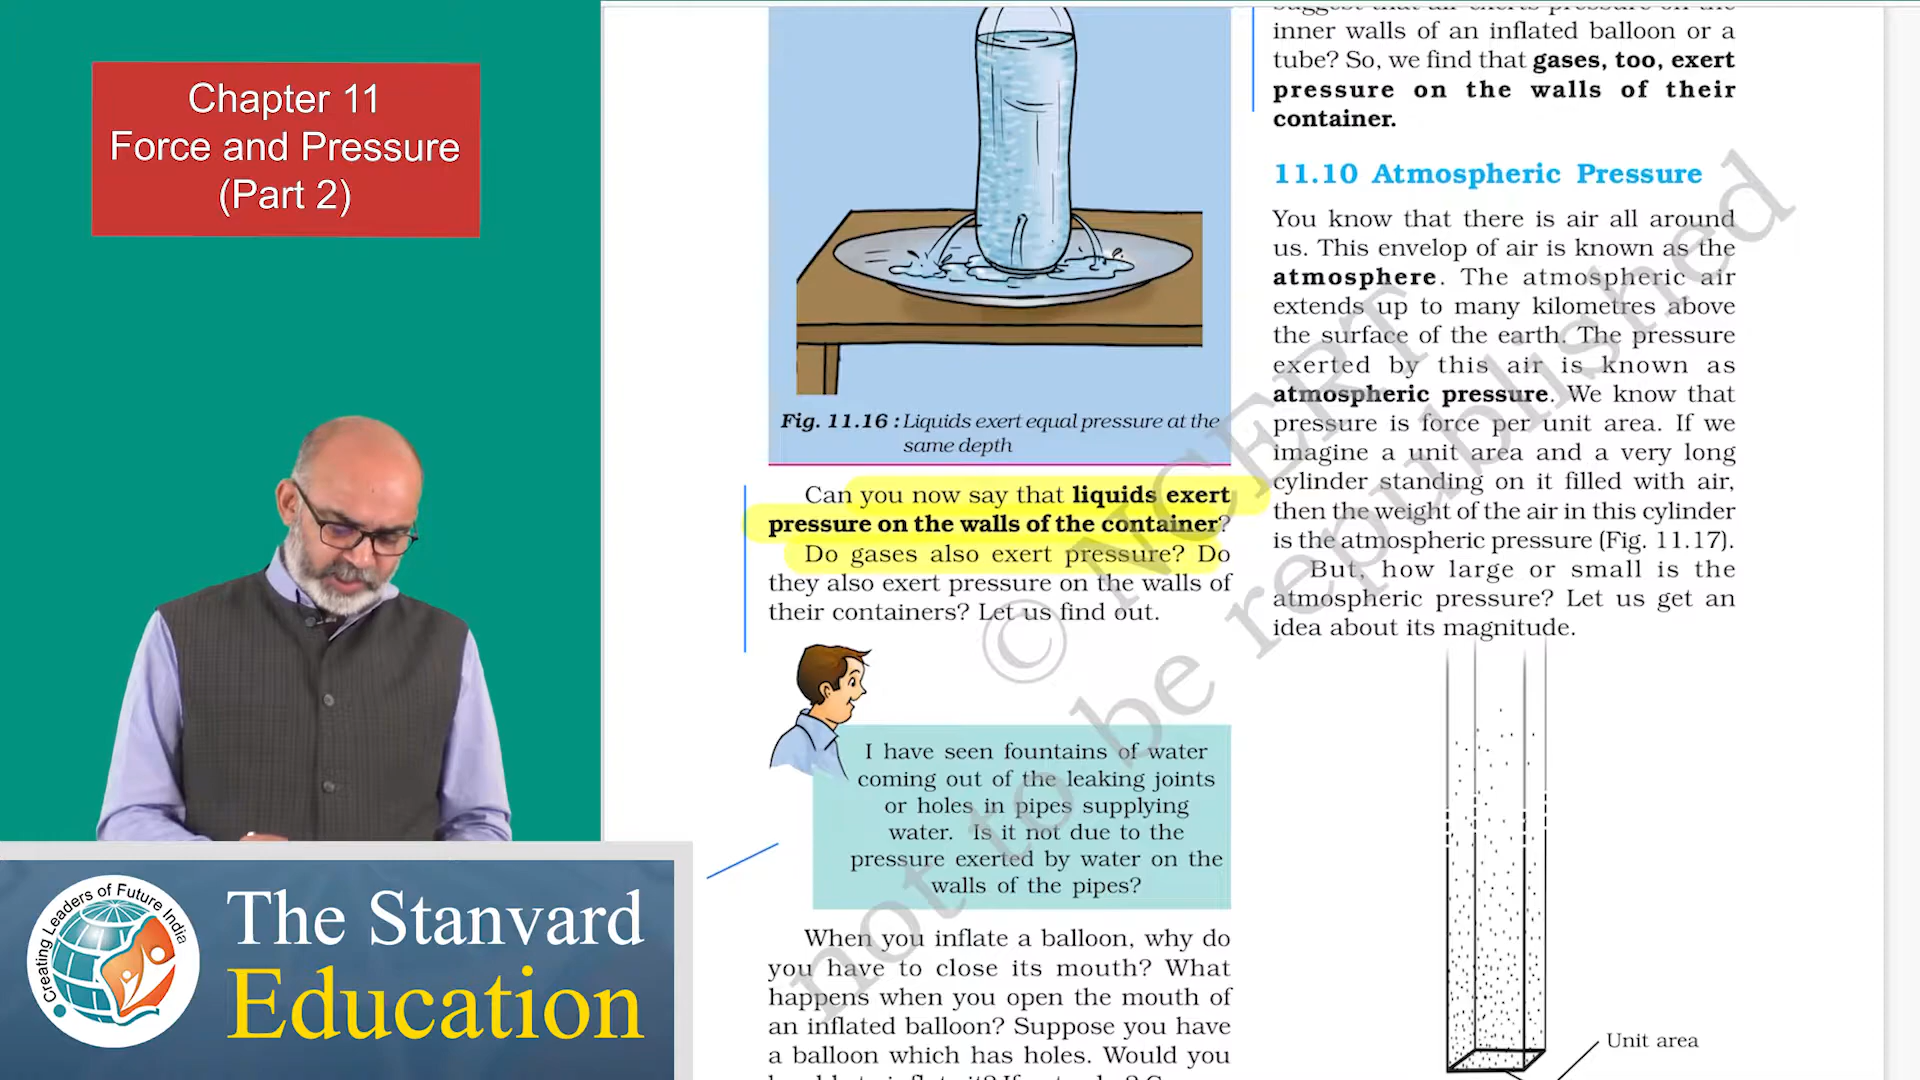 Chapter 11
Force and Pressure
(Part 2)
Creating Leaders of Future India
The Stanvard
Education
Fig. 11.16 : Liquids exert equal pressure at the
same depth
Can you now say that liquids exert
pressure on the walls of the container?
Do gases also exert pressure? Do
they also exert pressure on the walls of
their containers? Let us find out.
I have seen fountains of water
coming out of the leaking joints
or holes in pipes supplying
water. Is it not due to the
pressure exerted by water on the
walls of the pipes?
When you inflate a balloon, why do
you have to close its mouth? What
happens when you open the mouth of
an inflated balloon? Suppose you have
a balloon which has holes. Would you
suggest that air exerts pressure on the
inner walls of an inflated balloon or a
tube? So, we find that gases, too, exert
pressure on the walls of their
container.
11.10 Atmospheric Pressure
You know that there is air all around
us. This envelop of air is known as the
atmosphere. The atmospheric air
extends up to many kilometres above
the surface of the earth. The pressure
exerted by this air is known as
atmospheric pressure. We know that
pressure is force per unit area. If we
imagine a unit area and a very long
cylinder standing on it filled with air,
then the weight of the air in this cylinder
is the atmospheric pressure (Fig. 11.17).
But, how large or small is the
atmospheric pressure? Let us get an
idea about its magnitude.
Unit area
© NCERT
not to be republished